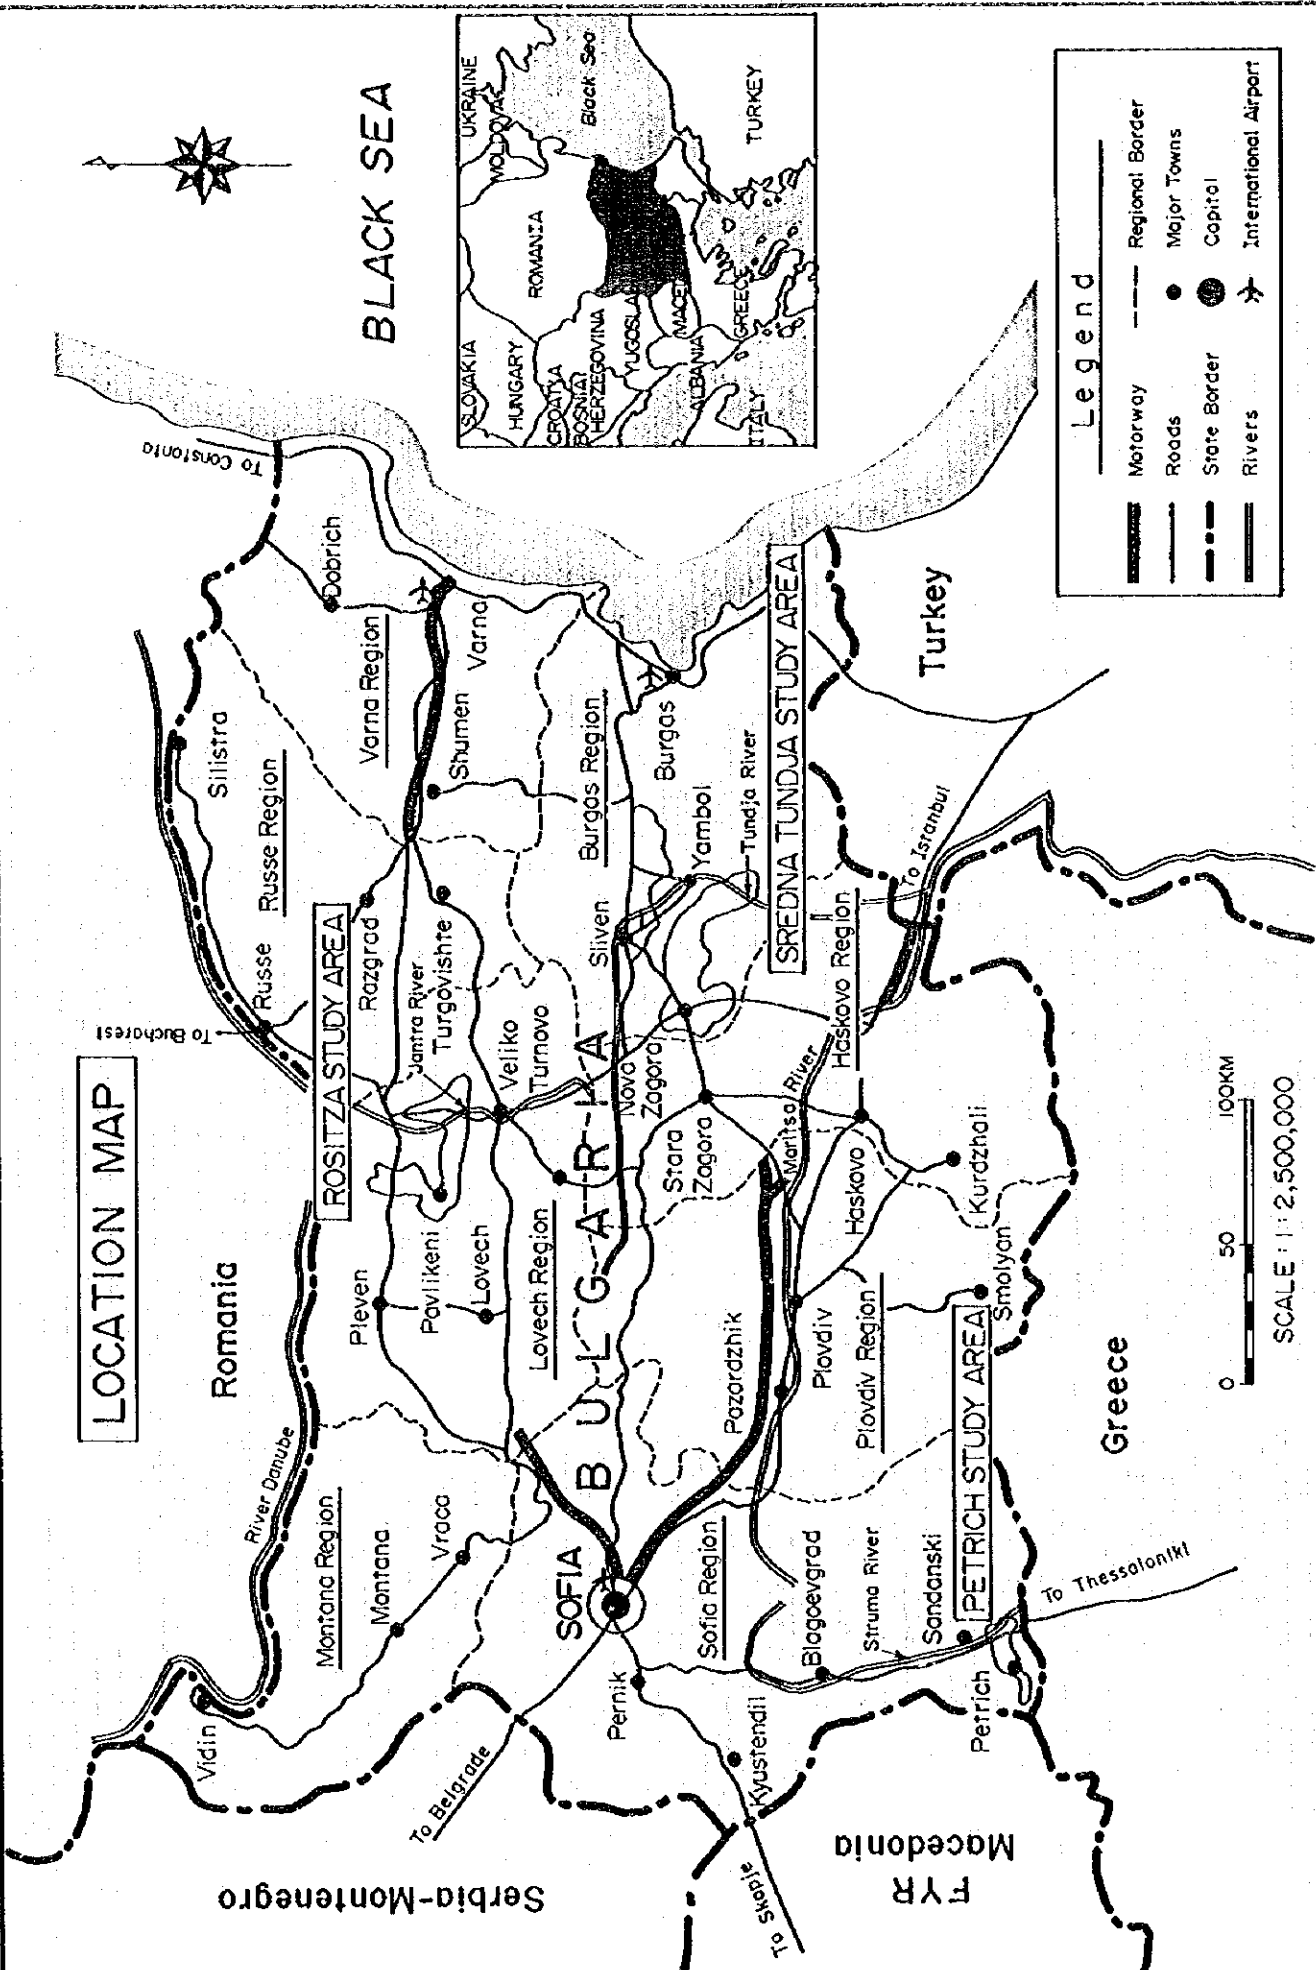 LOCATION MAP
BLACK SEA
Romania
Serbia-Montenegro
FYR
Macedonia
Greece
Turkey
BULGARIA
SOFIA
River Danube
To Bucharest
To Constanta
To Belgrade
To Skopje
To Thessaloniki
To Istanbul
Vidin
Montana Region
Montana
Vraca
Pleven
Pavlikeni
Lovech
Lovech Region
ROSITZA STUDY AREA
Russe
Russe Region
Silistra
Razgrad
Jantra River
Turgovishte
Veliko
Turnovo
Dobrich
Varna Region
Varna
Shumen
Burgas Region
Burgas
Sliven
Yambol
Tundja River
SREDNA TUNDJA STUDY AREA
Nova
Zagora
Stara
Zagora
Maritsa River
Haskovo Region
Haskovo
Kurdzhali
Smolyan
Pazardzhik
Plovdiv
Plovdiv Region
Sofia Region
Pernik
Kyustendil
Blagoevgrad
Struma River
Sandanski
PETRICH STUDY AREA
Petrich
UKRAINE
MOLDOVA
SLOVAKIA
HUNGARY
ROMANIA
CROATIA
BOSNIA
HERZEGOVINA
YUGOSLA
MACE
ALBANIA
GREECE
ITALY
Black Sea
TURKEY
Legend
Motorway
Regional Border
Roads
Major Towns
State Border
Capital
Rivers
International Airport
0 50 100KM
SCALE : 1 : 2,500,000